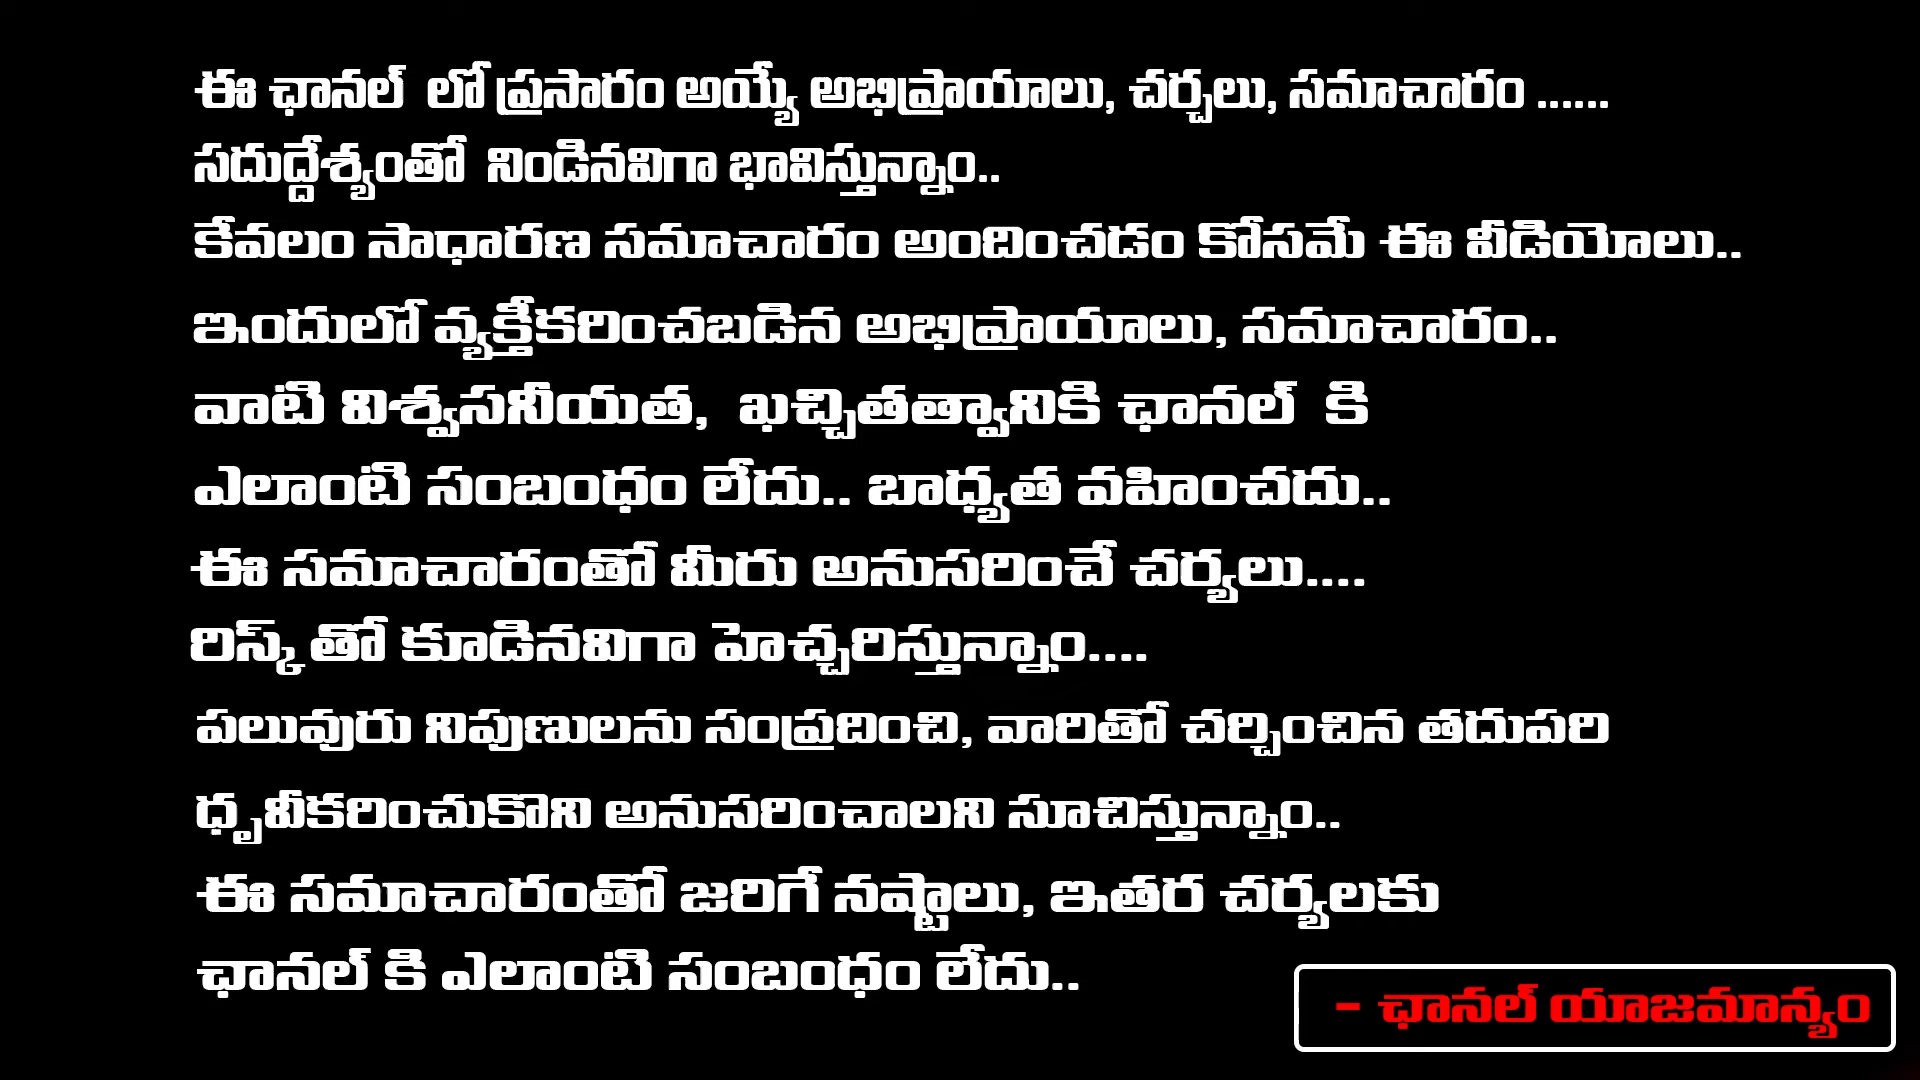 ఈ ఛానల్ లో ప్రసారం అయ్యే అభిప్రాయాలు, చర్చలు, సమాచారం ......
సదుద్దేశ్యంతో నిండినవిగా భావిస్తున్నాం..
కేవలం సాధారణ సమాచారం అందించడం కోసమే ఈ వీడియోలు..
ఇందులో వ్యక్తీకరించబడిన అభిప్రాయాలు, సమాచారం..
వాటి విశ్వసనీయత, ఖచ్చితత్వానికి ఛానల్ కి
ఎలాంటి సంబంధం లేదు.. బాధ్యత వహించదు..
ఈ సమాచారంతో మీరు అనుసరించే చర్యలు....
రిస్క్ తో కూడినవిగా హెచ్చరిస్తున్నాం....
పలువురు నిపుణులను సంప్రదించి, వారితో చర్చించిన తదుపరి
ధృవీకరించుకొని అనుసరించాలని సూచిస్తున్నాం..
ఈ సమాచారంతో జరిగే నష్టాలు, ఇతర చర్యలకు
ఛానల్ కి ఎలాంటి సంబంధం లేదు..
- ఛానల్ యాజమాన్యం